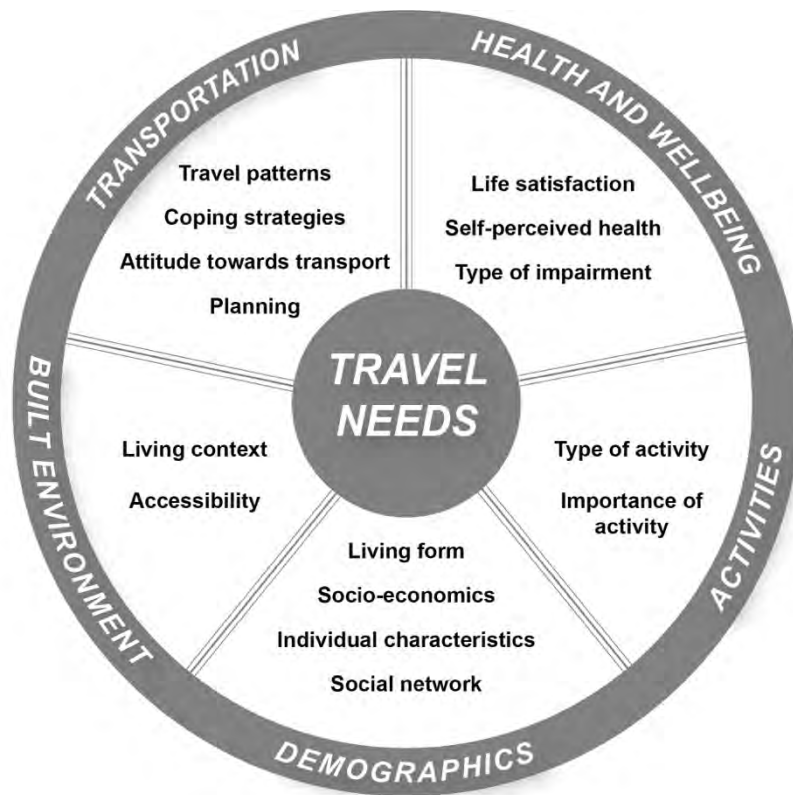 TRANSPORTATION
Travel patterns
Coping strategies
Attitude towards transport
Planning
HEALTH AND WELLBEING
Life satisfaction
Self-perceived health
Type of impairment
TRAVEL
NEEDS
BUILT ENVIRONMENT
Living context
Accessibility
ACTIVITIES
Type of activity
Importance of
activity
Living form
Socio-economics
Individual characteristics
Social network
DEMOGRAPHICS